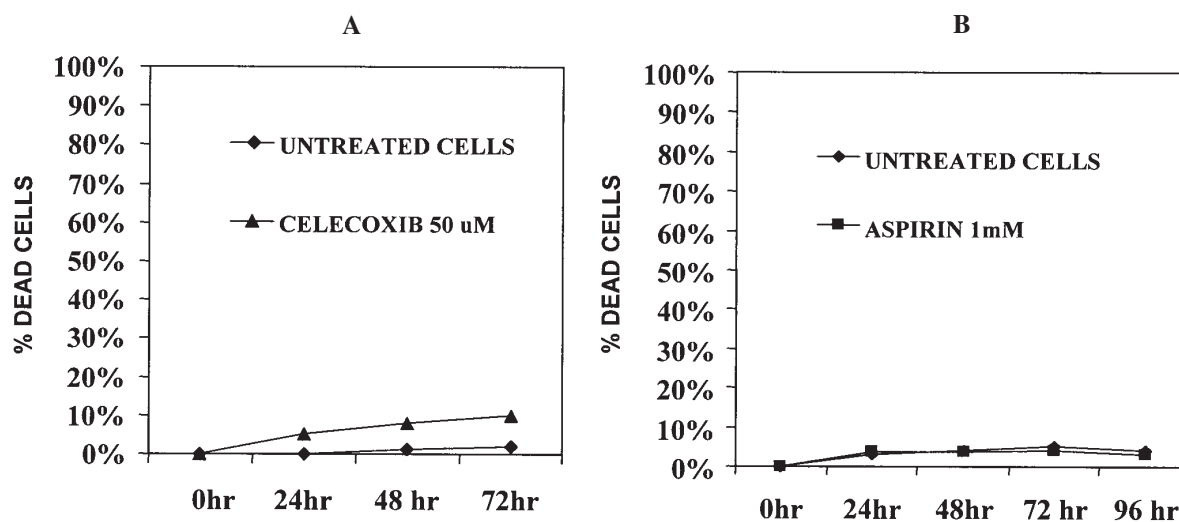 A
% DEAD CELLS
100%
90%
80%
70%
60%
50%
40%
30%
20%
10%
0%
UNTREATED CELLS
CELECOXIB 50 uM
0hr 24hr 48 hr 72hr
B
% DEAD CELLS
100%
90%
80%
70%
60%
50%
40%
30%
20%
10%
0%
UNTREATED CELLS
ASPIRIN 1mM
0hr 24hr 48hr 72 hr 96 hr